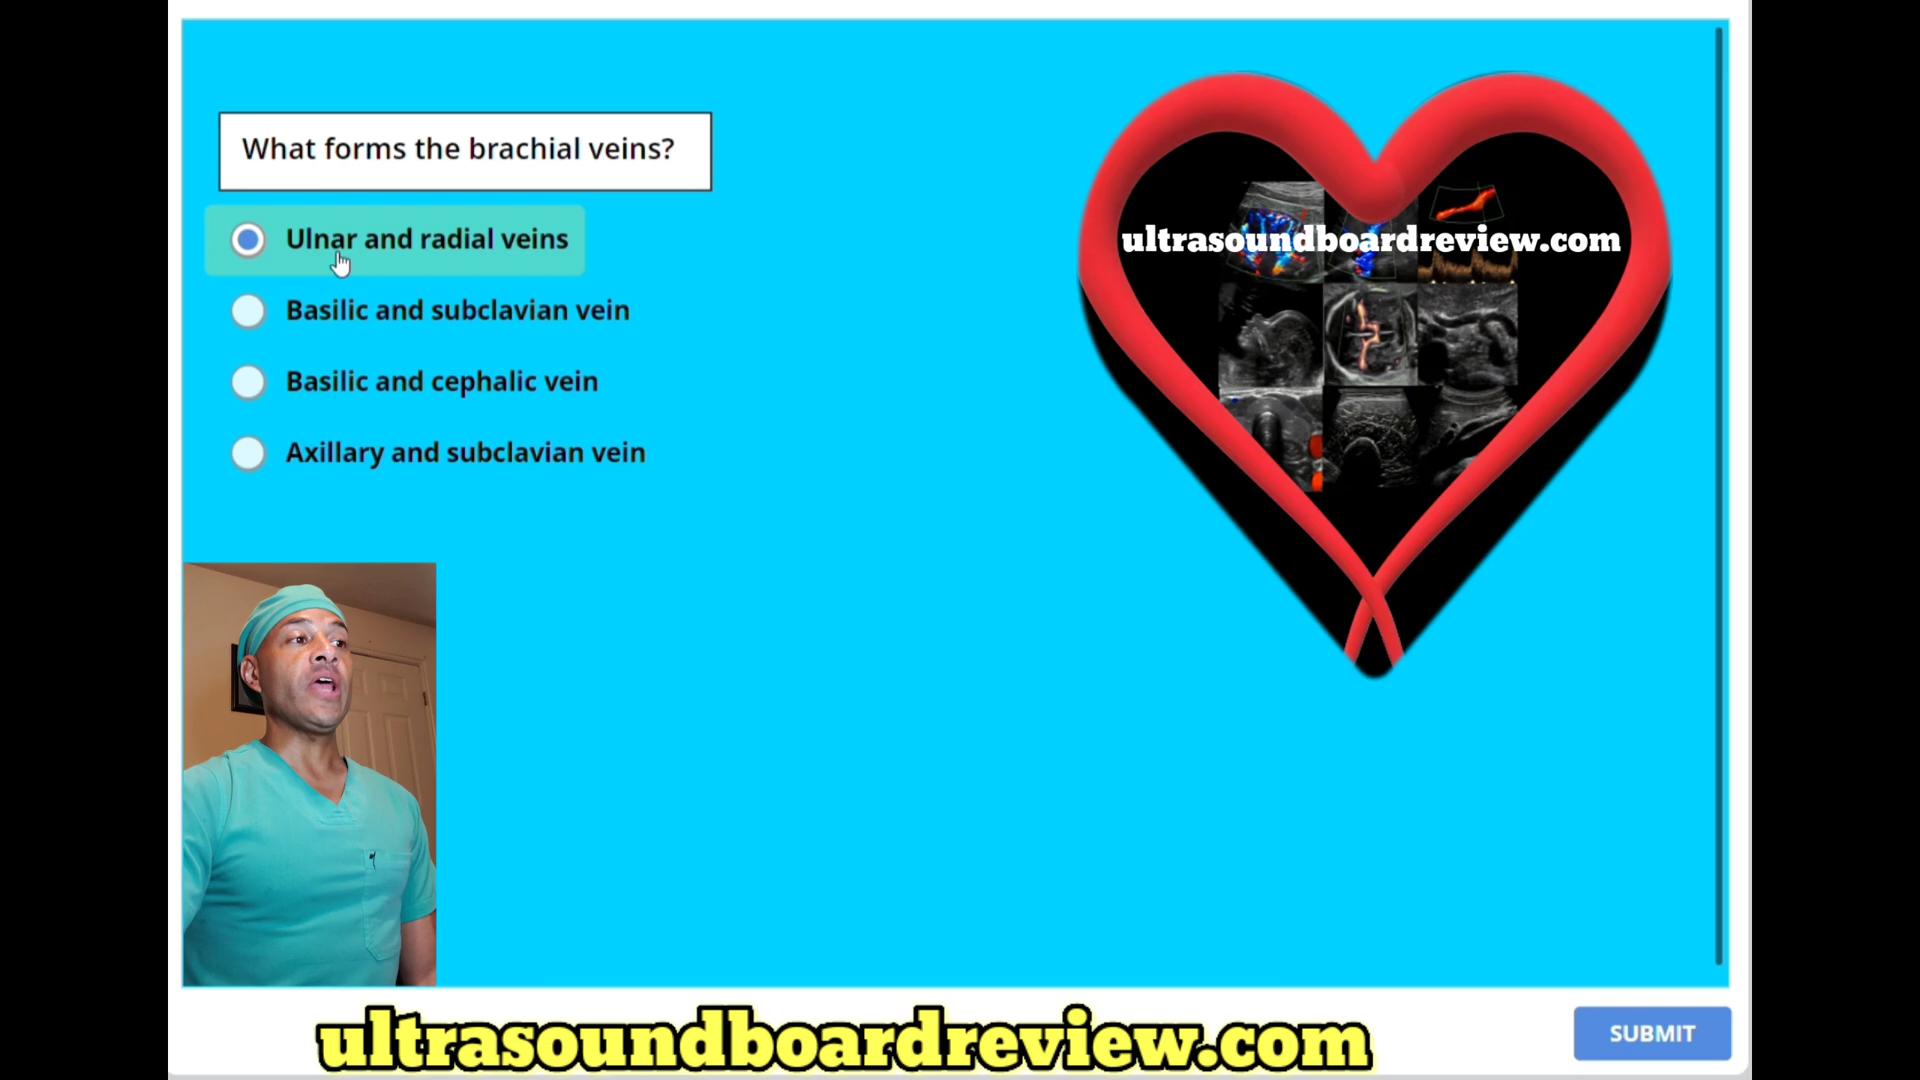 What forms the brachial veins?
Ulnar and radial veins
Basilic and subclavian vein
Basilic and cephalic vein
Axillary and subclavian vein
ultrasoundboardreview.com
ultrasoundboardreview.com
SUBMIT